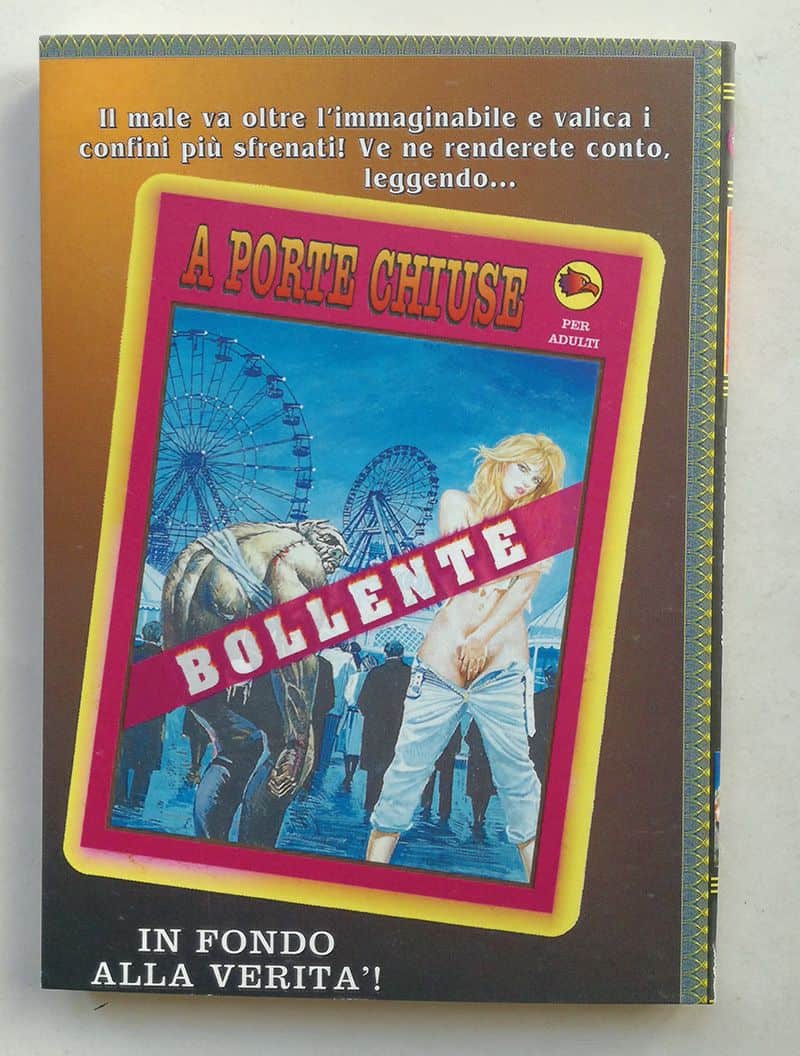 Il male va oltre l'immaginabile e valica i
confini più sfrenati! Ve ne renderete conto,
leggendo...
A PORTE CHIUSE
PER
ADULTI
BOLLENTE
IN FONDO
ALLA VERITA'!